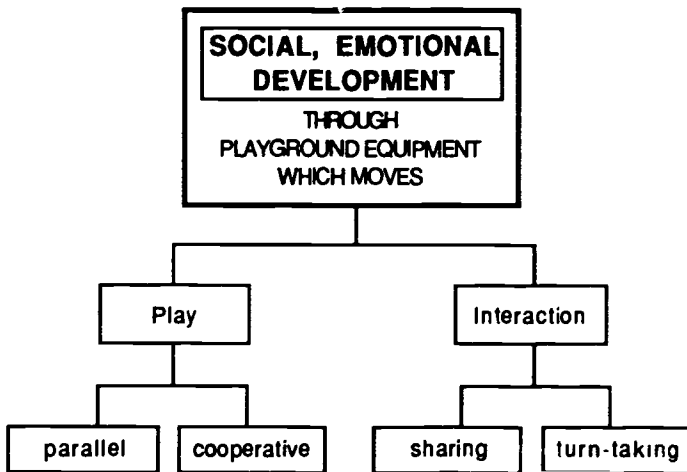 SOCIAL, EMOTIONAL
DEVELOPMENT
THROUGH
PLAYGROUND EQUIPMENT
WHICH MOVES
Play
Interaction
parallel
cooperative
sharing
turn-taking